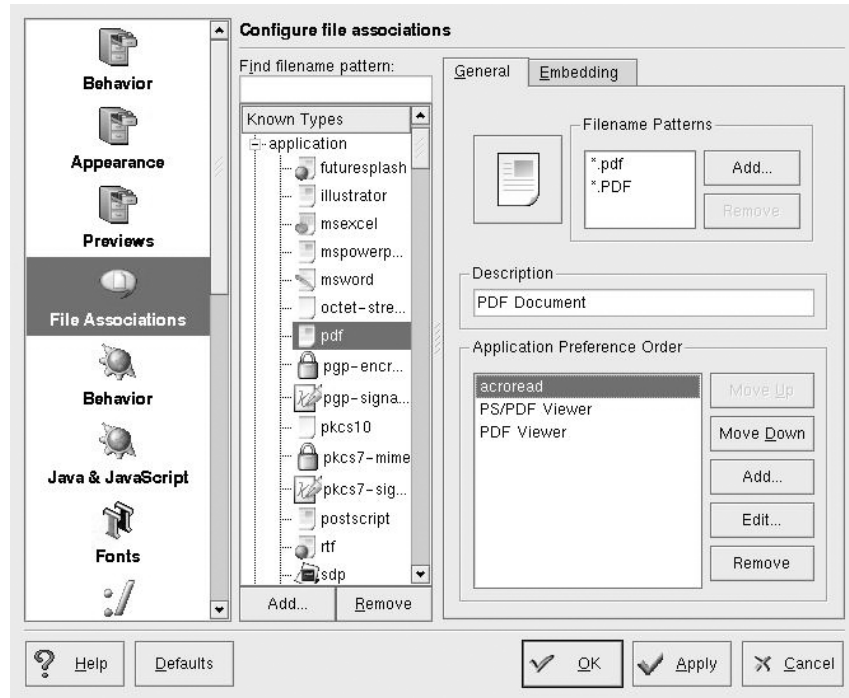 Configure file associations
Behavior
Appearance
Previews
File Associations
Behavior
Java & JavaScript
Fonts
Find filename pattern:
Known Types
application
futuresplash
illustrator
msexcel
mspowerp...
msword
octet-stre...
pdf
pgp-encr...
pgp-signa...
pkcs10
pkcs7-mime
pkcs7-sig...
postscript
rtf
sdp
Add...
Remove
General
Embedding
Filename Patterns
*.pdf
*.PDF
Add...
Remove
Description
PDF Document
Application Preference Order
acroread
PS/PDF Viewer
PDF Viewer
Move Up
Move Down
Add...
Edit...
Remove
Help
Defaults
OK
Apply
Cancel